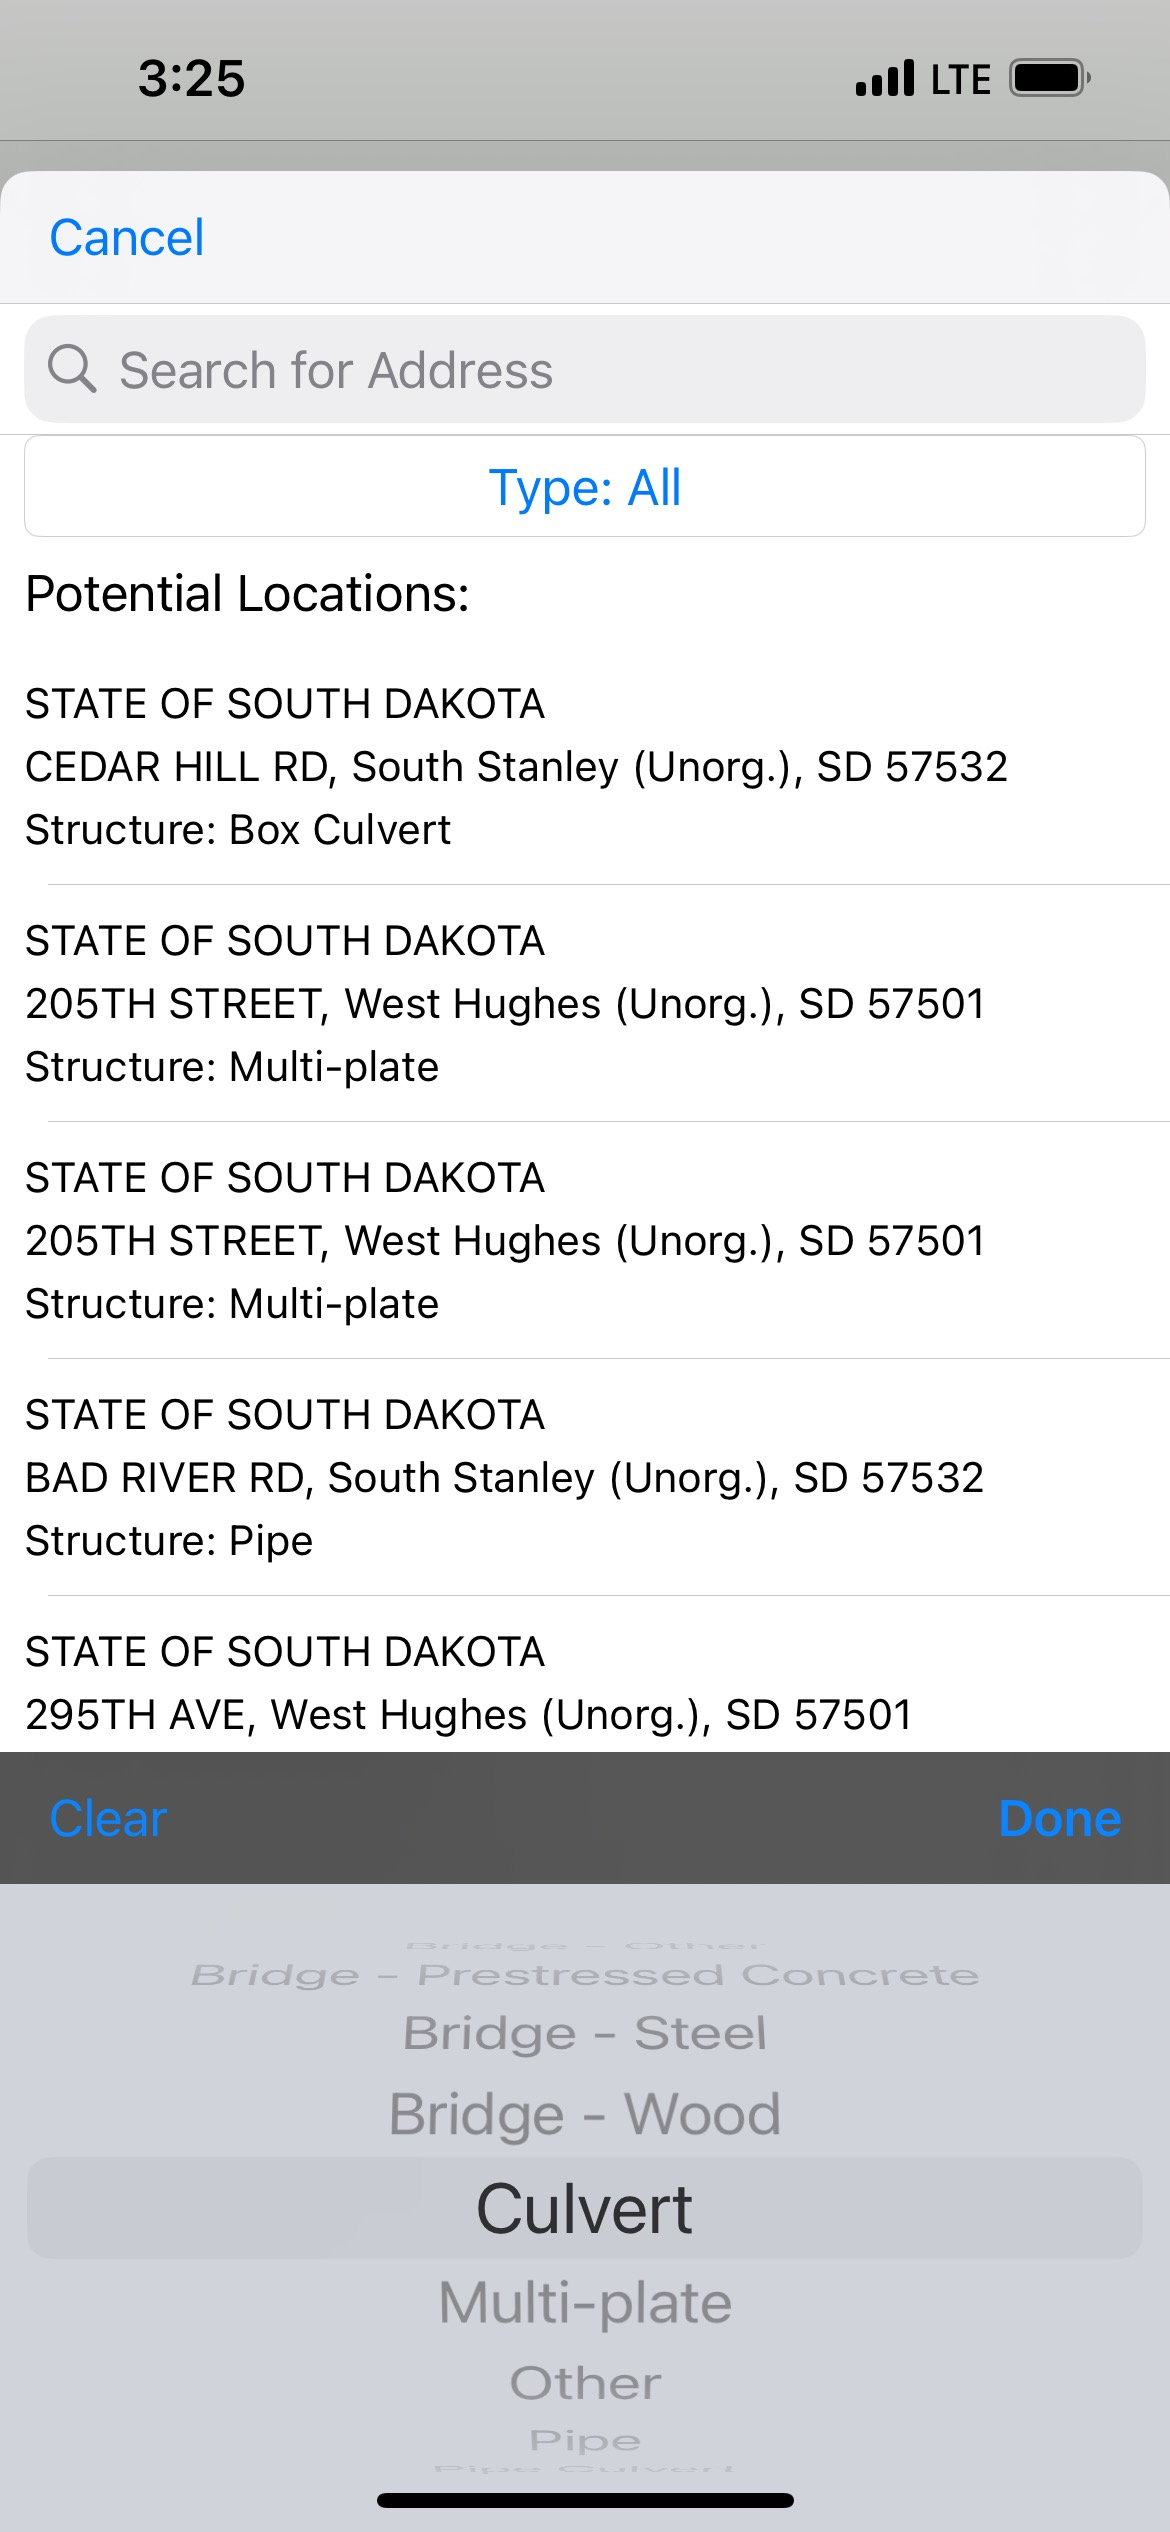 3:25 LTE
Cancel
Search for Address
Type: All
Potential Locations:
STATE OF SOUTH DAKOTA
CEDAR HILL RD, South Stanley (Unorg.), SD 57532
Structure: Box Culvert
STATE OF SOUTH DAKOTA
205TH STREET, West Hughes (Unorg.), SD 57501
Structure: Multi-plate
STATE OF SOUTH DAKOTA
205TH STREET, West Hughes (Unorg.), SD 57501
Structure: Multi-plate
STATE OF SOUTH DAKOTA
BAD RIVER RD, South Stanley (Unorg.), SD 57532
Structure: Pipe
STATE OF SOUTH DAKOTA
295TH AVE, West Hughes (Unorg.), SD 57501
Clear Done
Bridge - Other
Bridge - Prestressed Concrete
Bridge - Steel
Bridge - Wood
Culvert
Multi-plate
Other
Pipe
Pipe Culvert